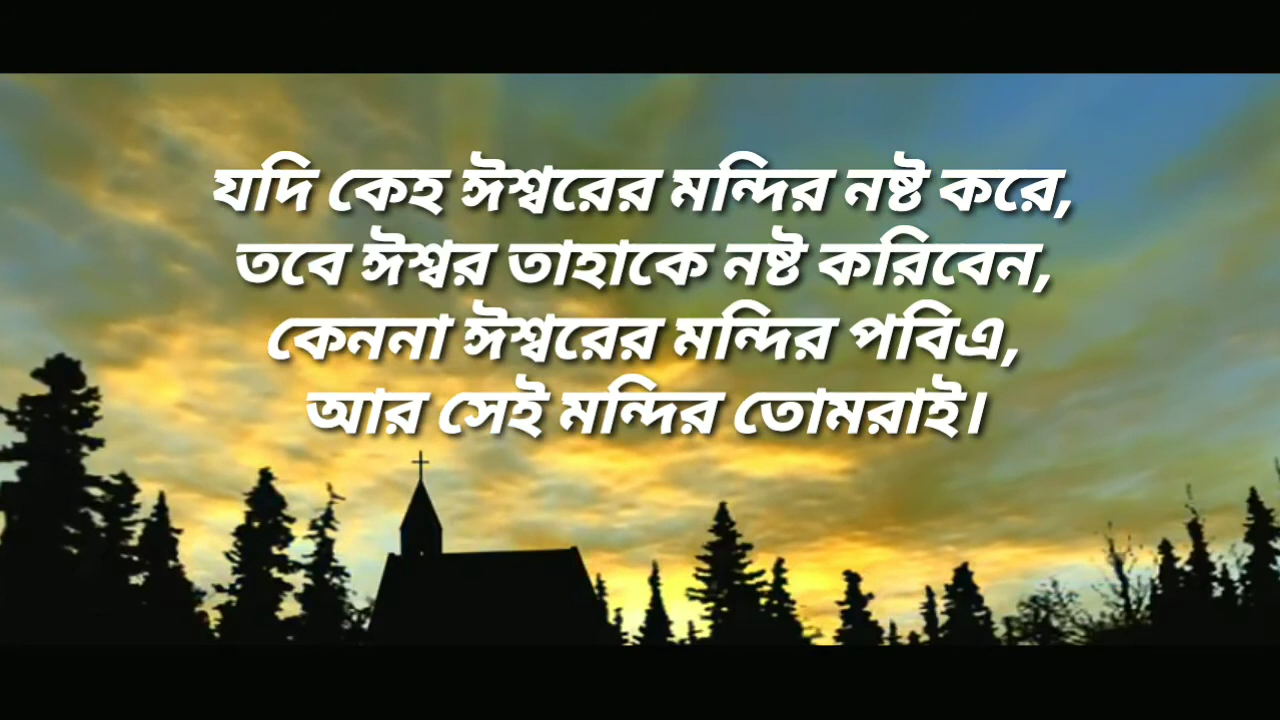 যদি কেহ ঈশ্বরের মন্দির নষ্ট করে,
তবে ঈশ্বর তাহাকে নষ্ট করিবেন,
কেননা ঈশ্বরের মন্দির পবিএ,
আর সেই মন্দির তোমরাই।